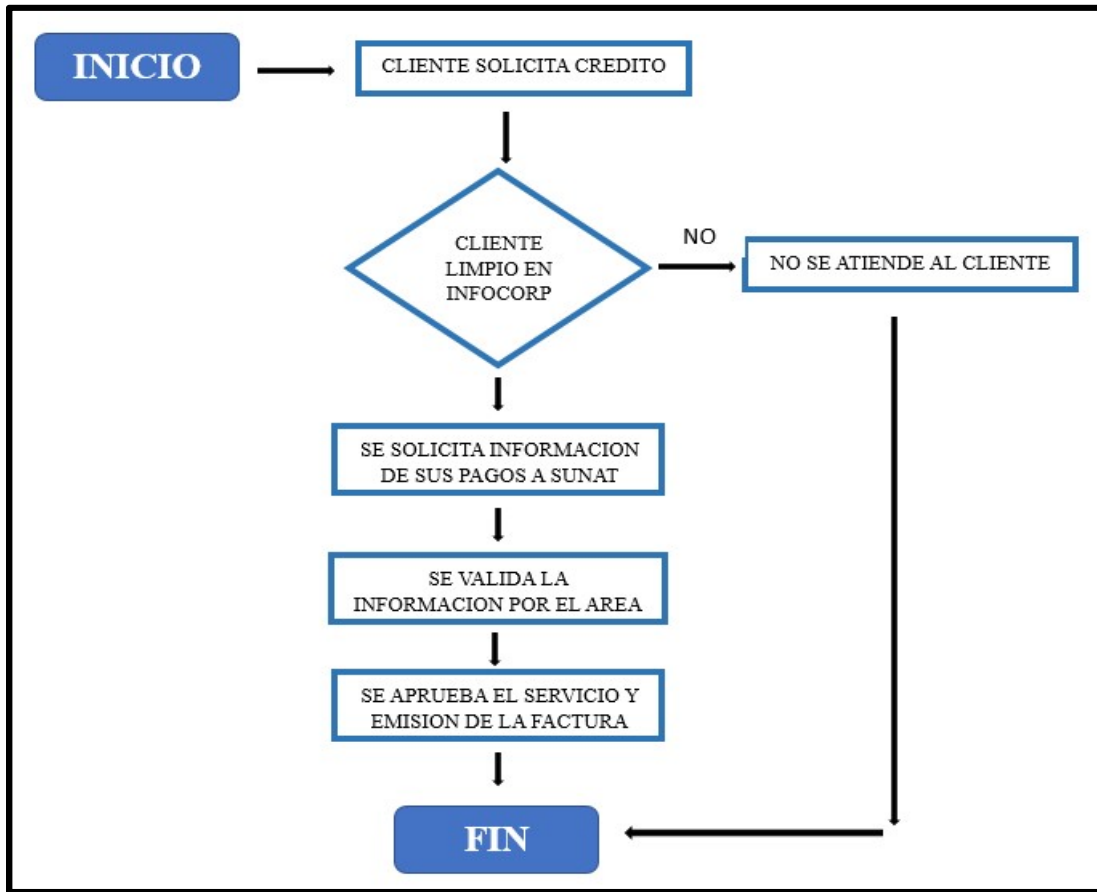 INICIO
CLIENTE SOLICITA CREDITO
CLIENTE
LIMPIO EN
INFOCORP
NO
NO SE ATIENDE AL CLIENTE
SE SOLICITA INFORMACION
DE SUS PAGOS A SUNAT
SE VALIDA LA
INFORMACION POR EL AREA
SE APRUEBA EL SERVICIO Y
EMISION DE LA FACTURA
FIN